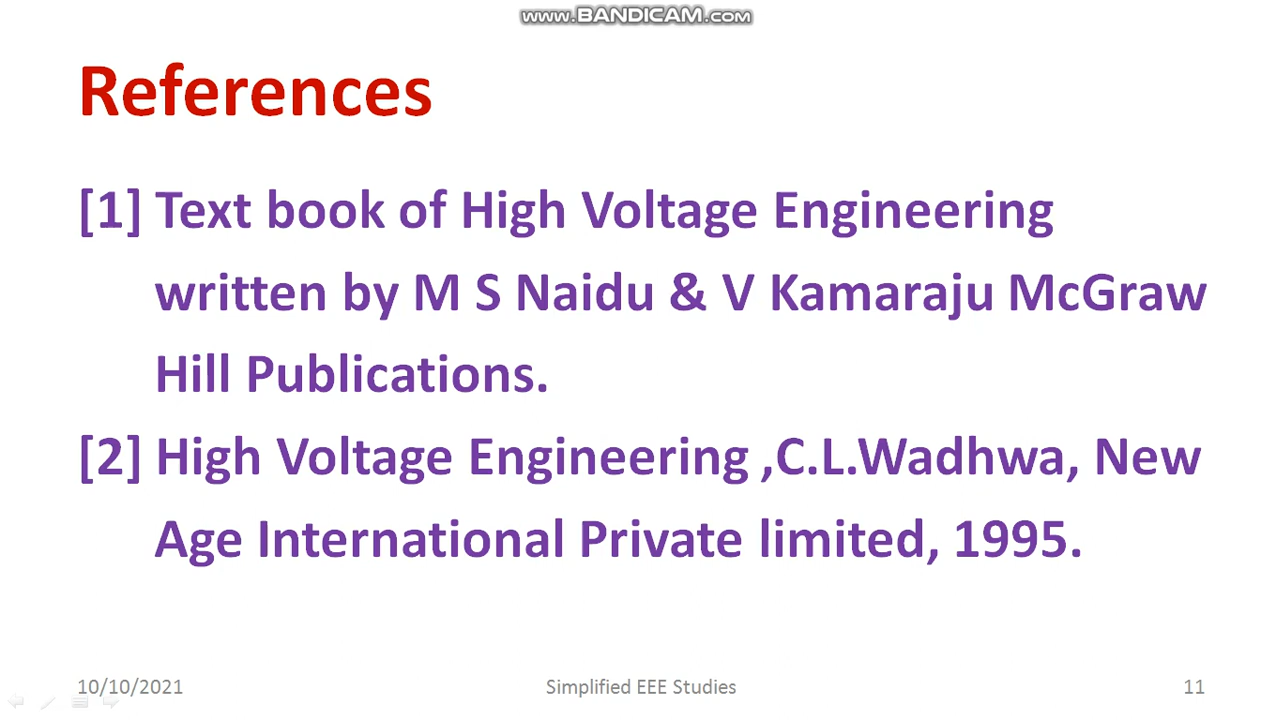 www.BANDICAM.com
References
[1] Text book of High Voltage Engineering
written by M S Naidu & V Kamaraju McGraw
Hill Publications.
[2] High Voltage Engineering ,C.L.Wadhwa, New
Age International Private limited, 1995.
10/10/2021 Simplified EEE Studies 11